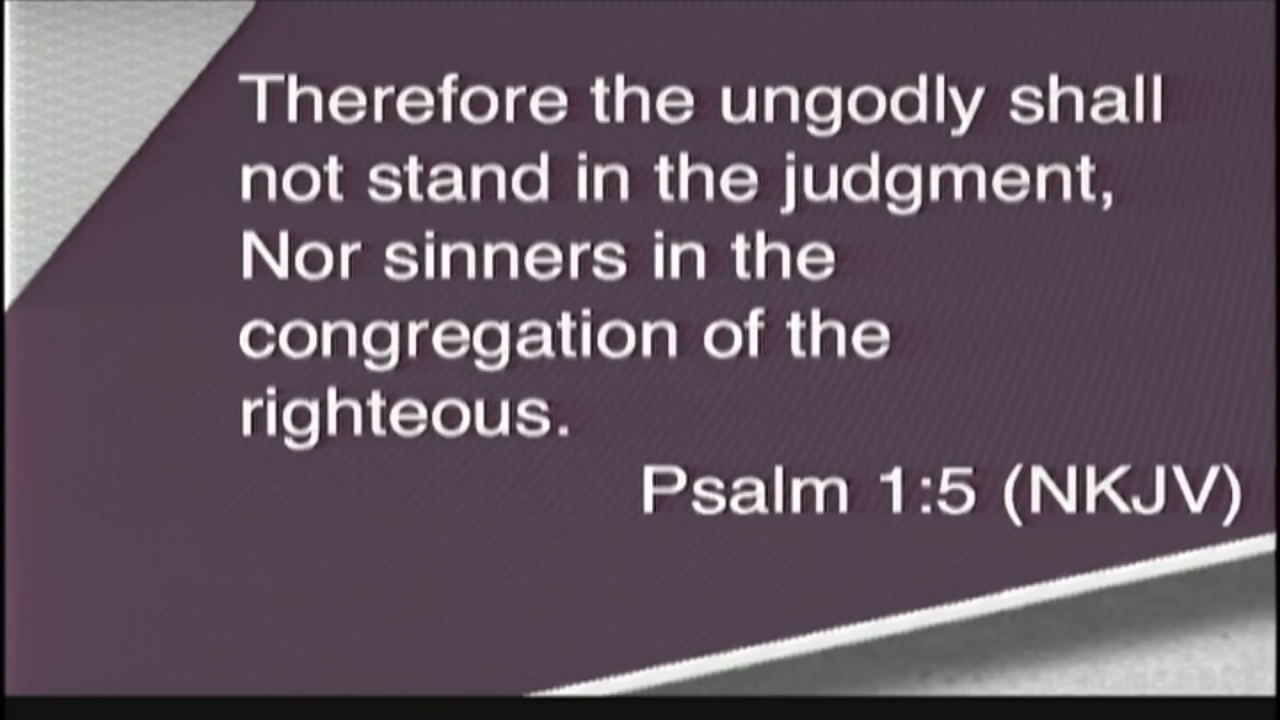 Therefore the ungodly shall
not stand in the judgment,
Nor sinners in the
congregation of the
righteous.
Psalm 1:5 (NKJV)